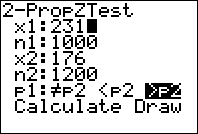 2-PropZTest
x1:231
n1:1000
x2:176
n2:1200
p1:≠p2 <p2 >p2
Calculate Draw